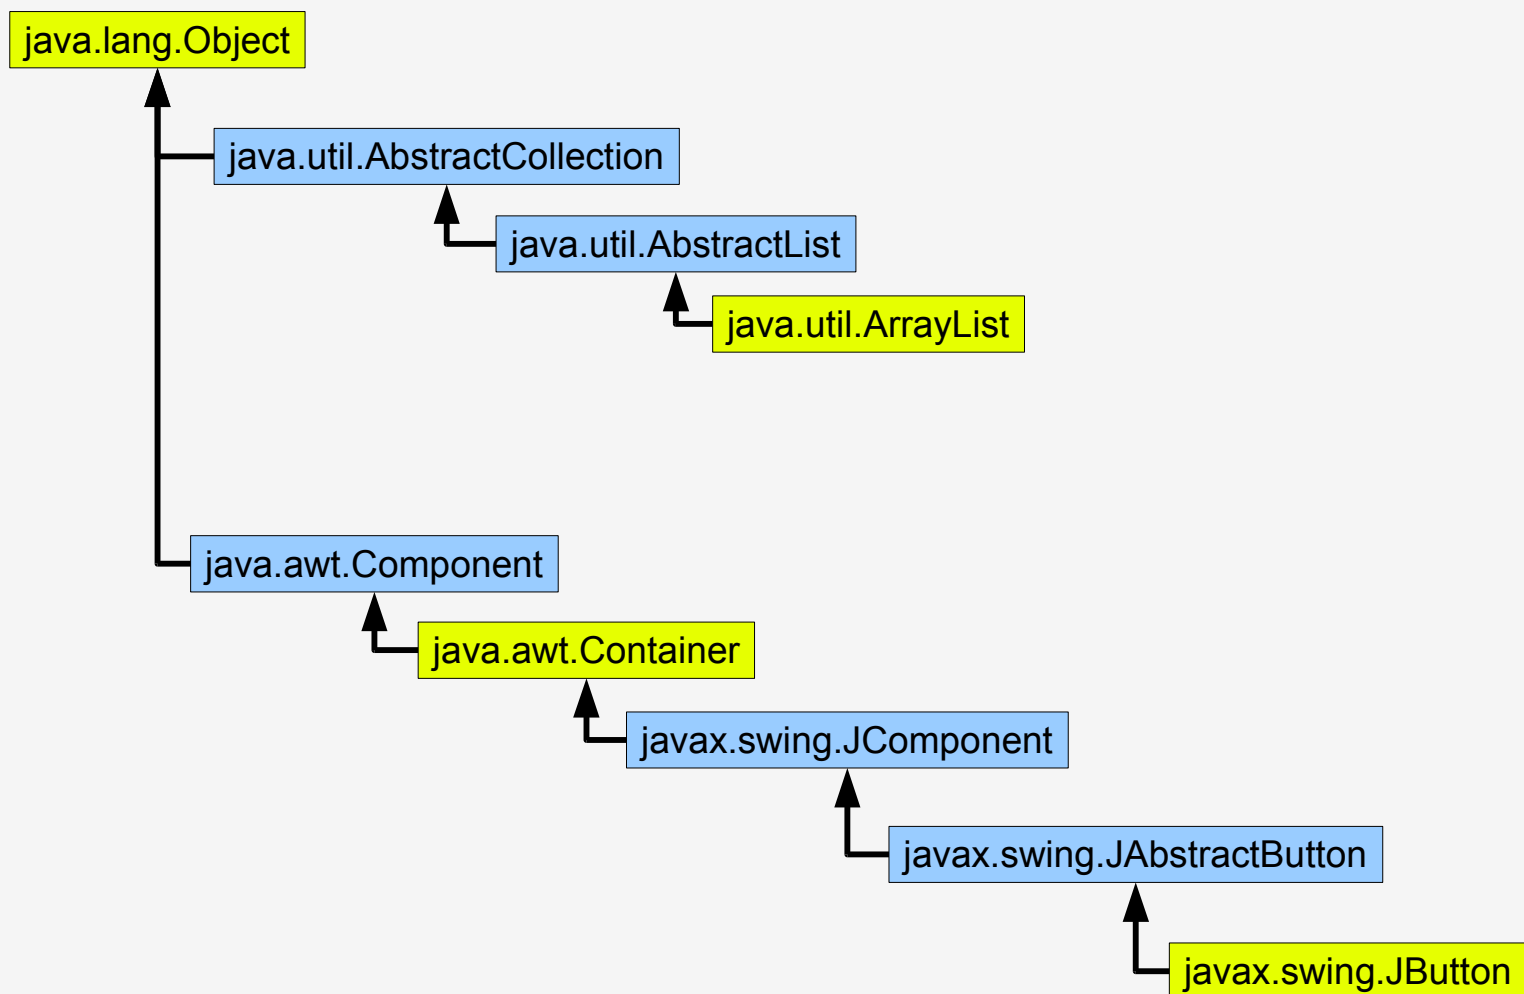 java.lang.Object
java.util.AbstractCollection
java.util.AbstractList
java.util.ArrayList
java.awt.Component
java.awt.Container
javax.swing.JComponent
javax.swing.JAbstractButton
javax.swing.JButton